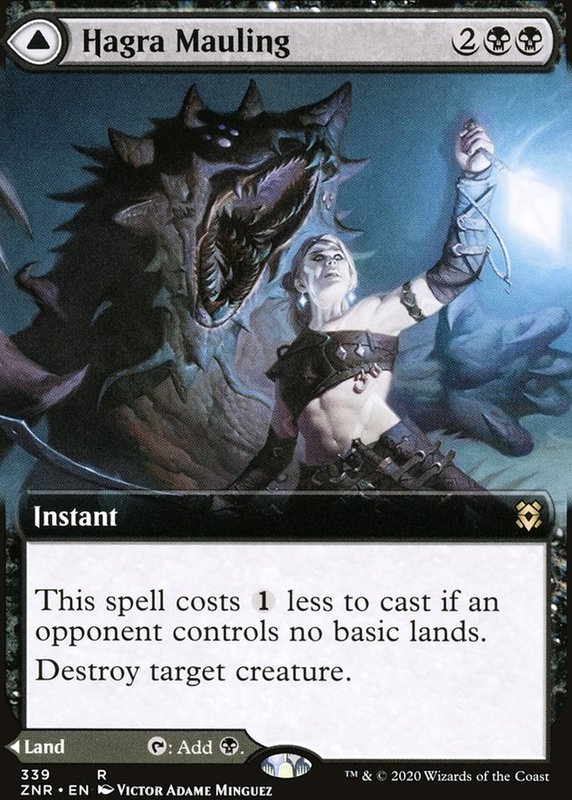 Hagra Mauling 2
Instant
This spell costs 1 less to cast if an
opponent controls no basic lands.
Destroy target creature.
Land : Add .
339 R
ZNR • EN Victor Adame Minguez
™ & © 2020 Wizards of the Coast